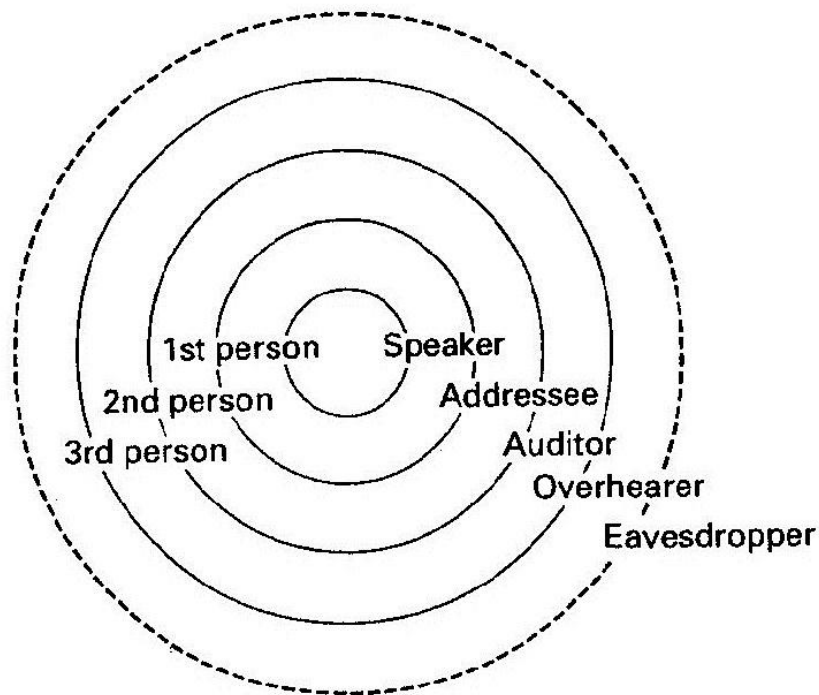 1st person Speaker
2nd person Addressee
3rd person Auditor
Overhearer
Eavesdropper